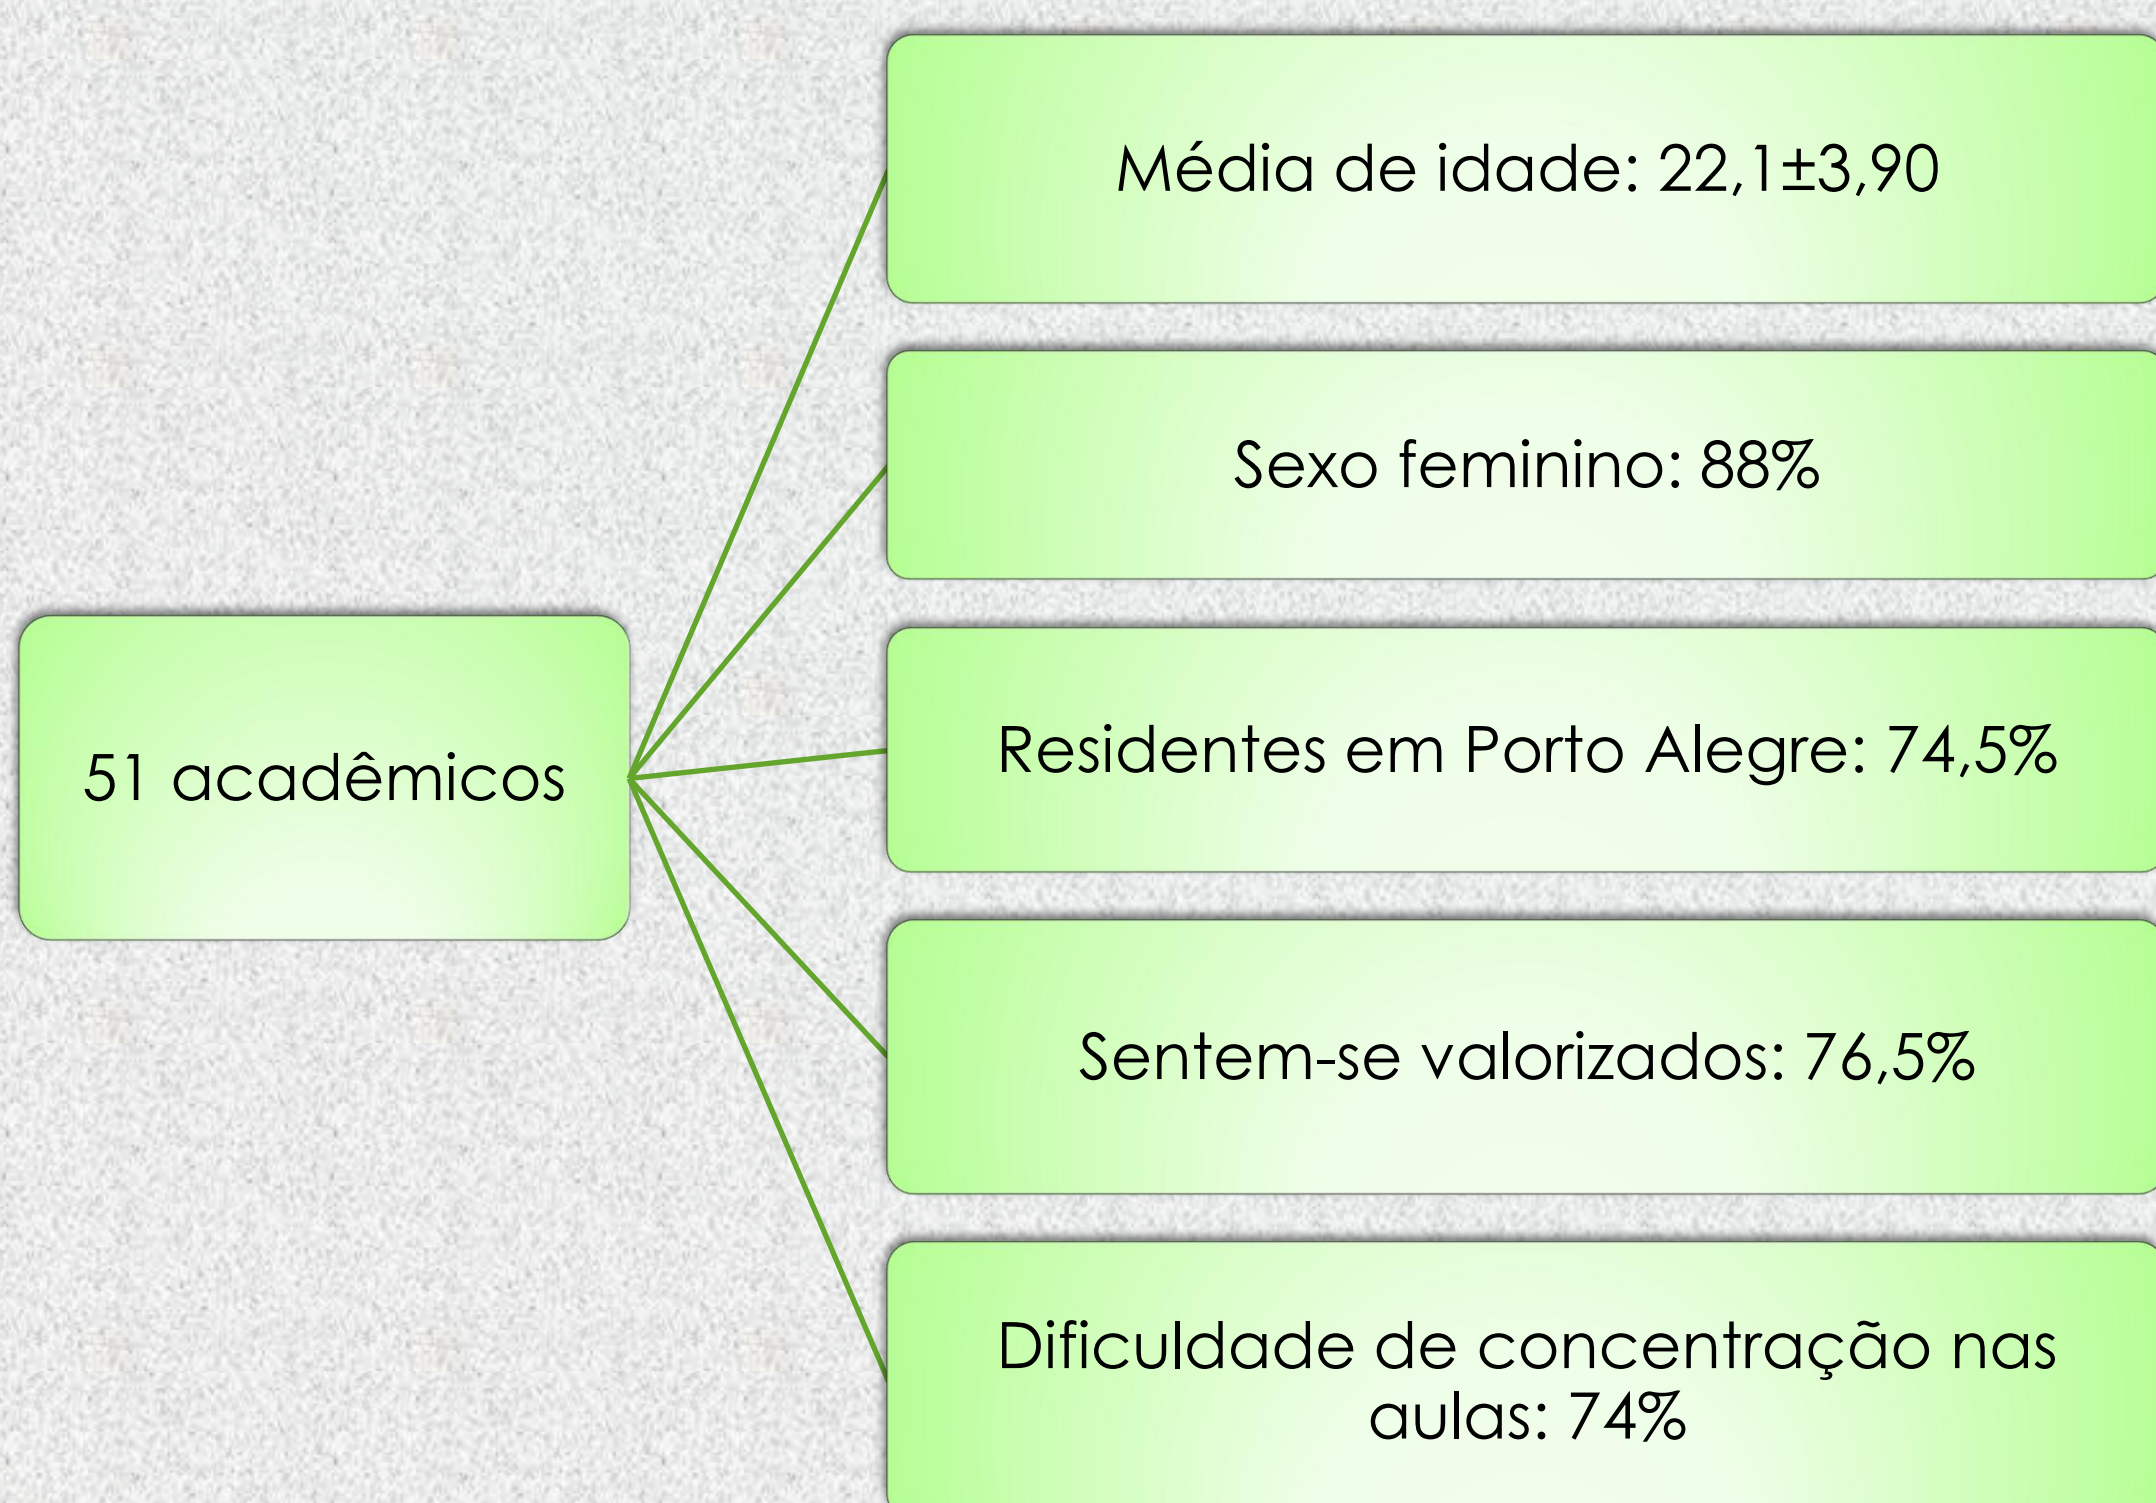 Média de idade: 22,1±3,90
Sexo feminino: 88%
51 acadêmicos
Residentes em Porto Alegre: 74,5%
Sentem-se valorizados: 76,5%
Dificuldade de concentração nas
aulas: 74%